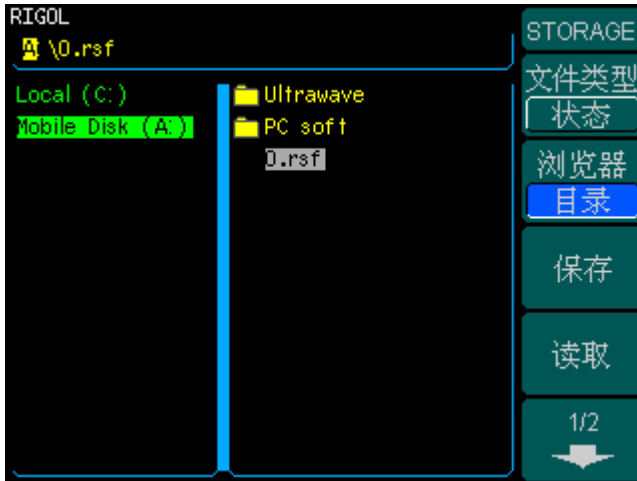 RIGOL
A \0.rsf
Local (C:)
Mobile Disk (A:)
Ultrawave
PC soft
0.rsf
STORAGE
文件类型
状态
浏览器
目录
保存
读取
1/2